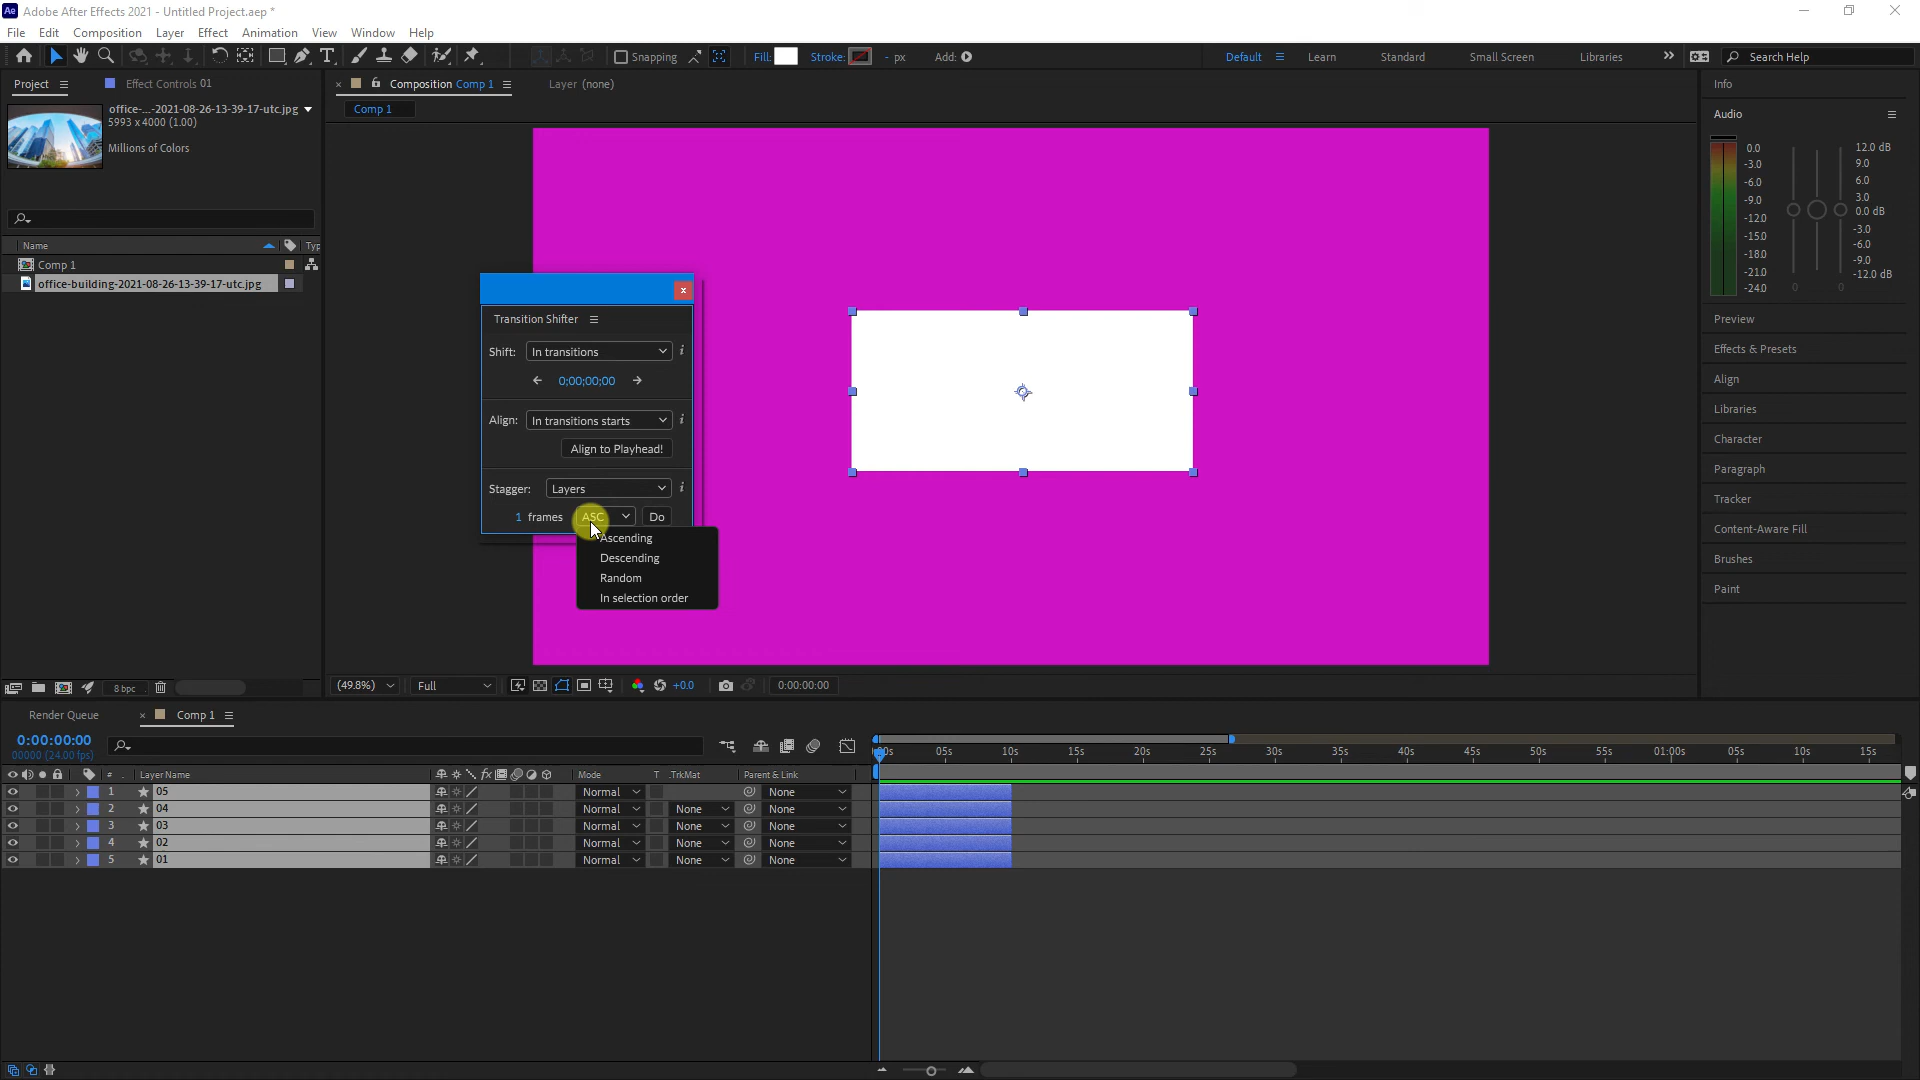 Ae Adobe After Effects 2021 - Untitled Project.aep *
File Edit Composition Layer Effect Animation View Window Help
Snapping Fill: Stroke: - px Add: Default Learn Standard Small Screen Libraries » Search Help
Project Effect Controls 01
office-...-2021-08-26-13-39-17-utc.jpg
5993 x 4000 (1.00)
Millions of Colors
Name Typ
Comp 1
office-building-2021-08-26-13-39-17-utc.jpg
8 bpc
× Composition Comp 1 Layer (none)
Comp 1
Transition Shifter
Shift: In transitions
0;00;00;00
Align: In transitions starts
Align to Playhead!
Stagger: Layers
1 frames ASC Do
Ascending
Descending
Random
In selection order
(49.8%) Full +0.0 0:00:00:00
Info
Audio
0.0
-3.0
-6.0
-9.0
-12.0
-15.0
-18.0
-21.0
-24.0
0 0
12.0 dB
9.0
6.0
3.0
0.0 dB
-3.0
-6.0
-9.0
-12.0 dB
Preview
Effects & Presets
Align
Libraries
Character
Paragraph
Tracker
Content-Aware Fill
Brushes
Paint
Render Queue × Comp 1
0:00:00:00
00000 (24.00 fps)
# . Layer Name fx Mode T .TrkMat Parent & Link
05s 10s 15s 20s 25s 30s 35s 40s 45s 50s 55s 01:00s 05s 10s 15s
1 05 Normal None
2 04 Normal None None
3 03 Normal None None
4 02 Normal None None
5 01 Normal None None